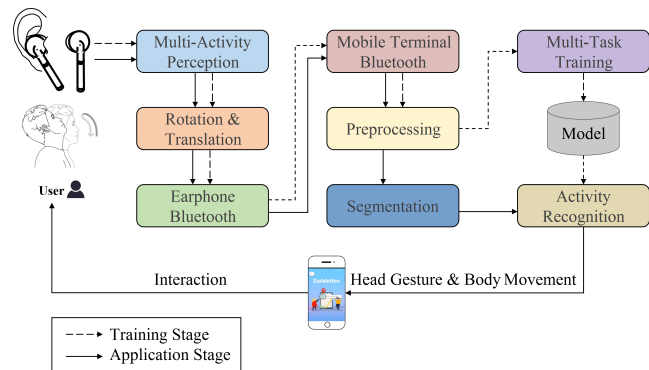 Multi-Activity
Perception
Mobile Terminal
Bluetooth
Multi-Task
Training
Rotation &
Translation
Preprocessing
Model
User
Earphone
Bluetooth
Segmentation
Activity
Recognition
Interaction
Head Gesture & Body Movement
Training Stage
Application Stage